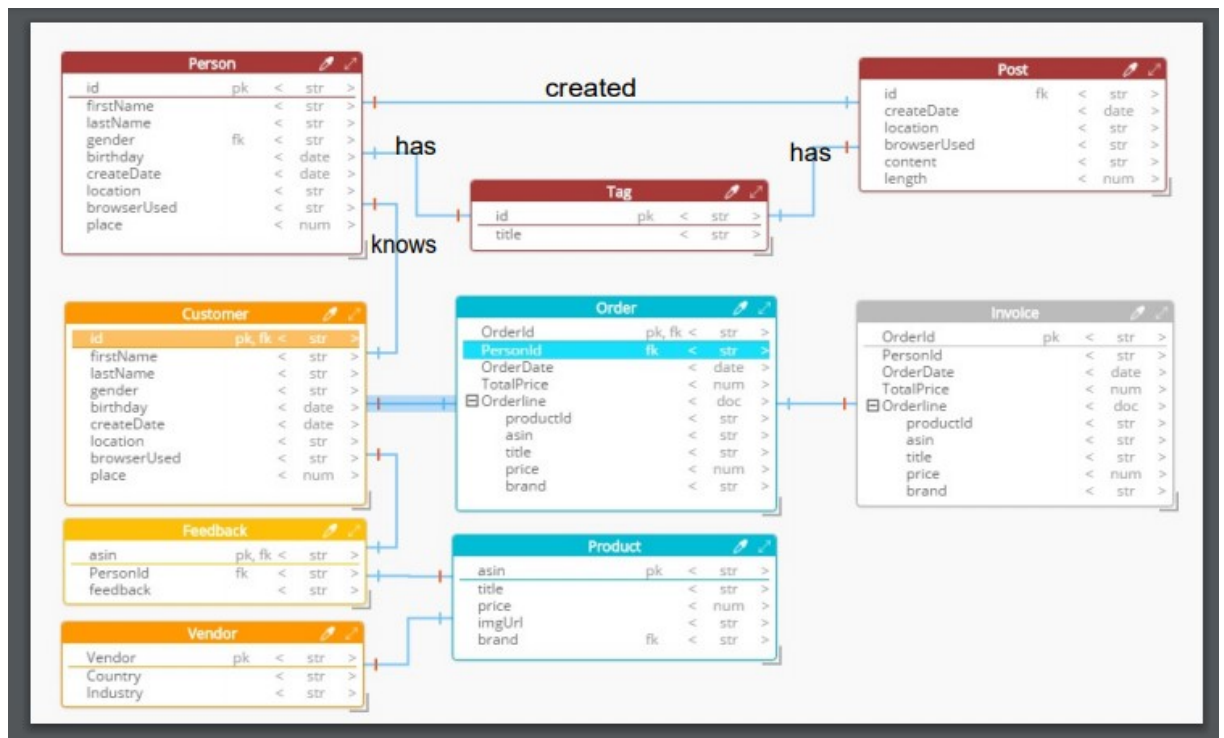 Person
id pk < str >
firstName < str >
lastName < str >
gender fk < str >
birthday < date >
createDate < date >
location < str >
browserUsed < str >
place < num >
created
has
knows
has
Post
id fk < str >
createDate < date >
location < str >
browserUsed < str >
content < str >
length < num >
Tag
id pk < str >
title < str >
Customer
id pk, fk < str >
firstName < str >
lastName < str >
gender < str >
birthday < date >
createDate < date >
location < str >
browserUsed < str >
place < num >
Order
OrderId pk, fk < str >
PersonId fk < str >
OrderDate < date >
TotalPrice < num >
Orderline < doc >
productId < str >
asin < str >
title < str >
price < num >
brand < str >
Invoice
OrderId pk < str >
PersonId < str >
OrderDate < date >
TotalPrice < num >
Orderline < doc >
productId < str >
asin < str >
title < str >
price < num >
brand < str >
Feedback
asin pk, fk < str >
PersonId fk < str >
feedback < str >
Product
asin pk < str >
title < str >
price < num >
imgUrl < str >
brand fk < str >
Vendor
Vendor pk < str >
Country < str >
Industry < str >